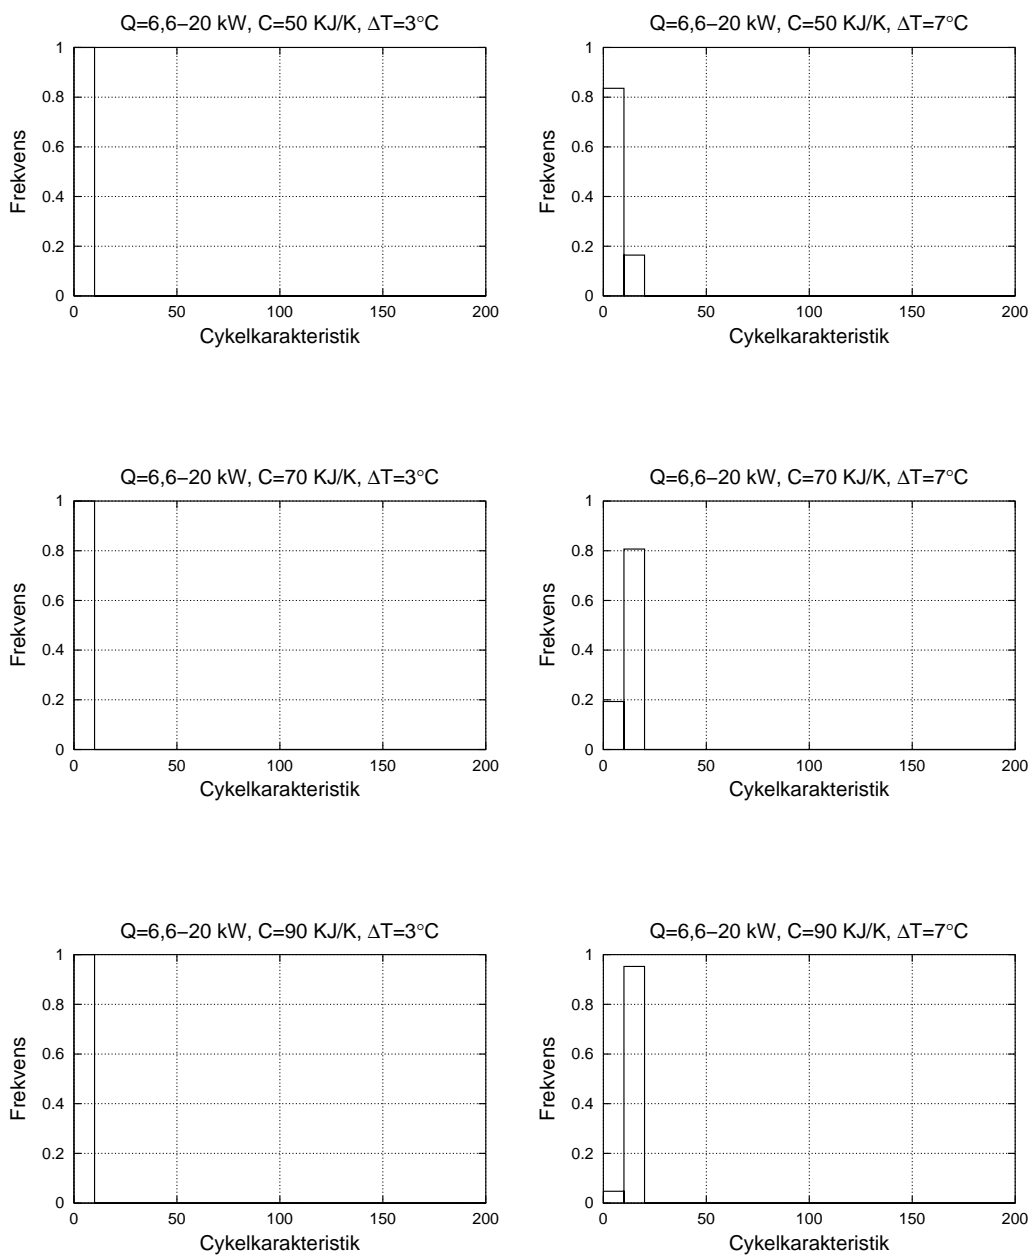 Q=6,6−20 kW, C=50 KJ/K, ΔT=3°C
1
0.8
0.6
0.4
0.2
0
Frekvens
0 50 100 150 200
Cykelkarakteristik
Q=6,6−20 kW, C=50 KJ/K, ΔT=7°C
1
0.8
0.6
0.4
0.2
0
Frekvens
0 50 100 150 200
Cykelkarakteristik
Q=6,6−20 kW, C=70 KJ/K, ΔT=3°C
1
0.8
0.6
0.4
0.2
0
Frekvens
0 50 100 150 200
Cykelkarakteristik
Q=6,6−20 kW, C=70 KJ/K, ΔT=7°C
1
0.8
0.6
0.4
0.2
0
Frekvens
0 50 100 150 200
Cykelkarakteristik
Q=6,6−20 kW, C=90 KJ/K, ΔT=3°C
1
0.8
0.6
0.4
0.2
0
Frekvens
0 50 100 150 200
Cykelkarakteristik
Q=6,6−20 kW, C=90 KJ/K, ΔT=7°C
1
0.8
0.6
0.4
0.2
0
Frekvens
0 50 100 150 200
Cykelkarakteristik